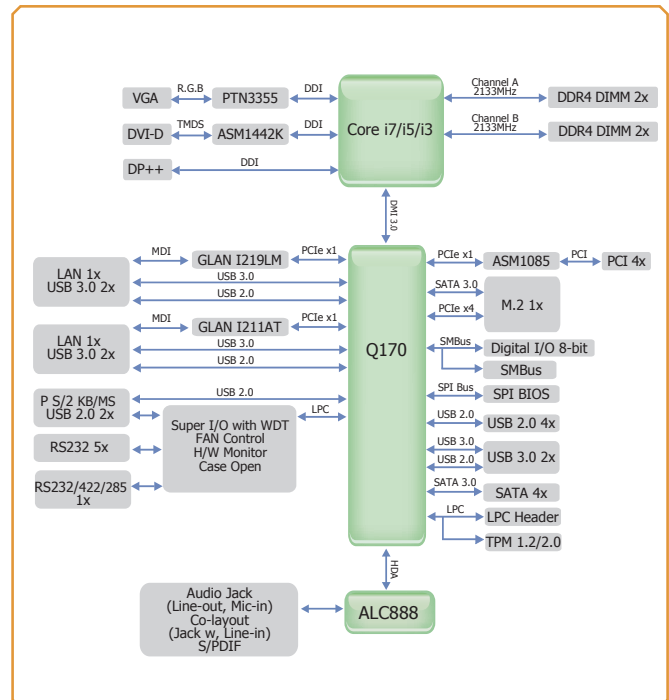 R.G.B
VGA
PTN3355
DDI
TMDS
DVI-D
ASM1442K
DDI
DP++
DDI
Core i7/i5/i3
Channel A
2133MHz
DDR4 DIMM 2x
Channel B
2133MHz
DDR4 DIMM 2x
DMI 3.0
LAN 1x
USB 3.0 2x
MDI
GLAN I219LM
PCIe x1
USB 3.0
USB 2.0
LAN 1x
USB 3.0 2x
MDI
GLAN I211AT
PCIe x1
USB 3.0
USB 2.0
P S/2 KB/MS
USB 2.0 2x
USB 2.0
RS232 5x
RS232/422/285
1x
Super I/O with WDT
FAN Control
H/W Monitor
Case Open
LPC
Q170
PCIe x1
ASM1085
PCI
PCI 4x
SATA 3.0
PCIe x4
M.2 1x
SMBus
Digital I/O 8-bit
SMBus
SPI Bus
SPI BIOS
USB 2.0
USB 2.0 4x
USB 3.0
USB 2.0
USB 3.0 2x
SATA 3.0
SATA 4x
LPC
LPC Header
TPM 1.2/2.0
HDA
Audio Jack
(Line-out, Mic-in)
Co-layout
(Jack w, Line-in)
S/PDIF
ALC888